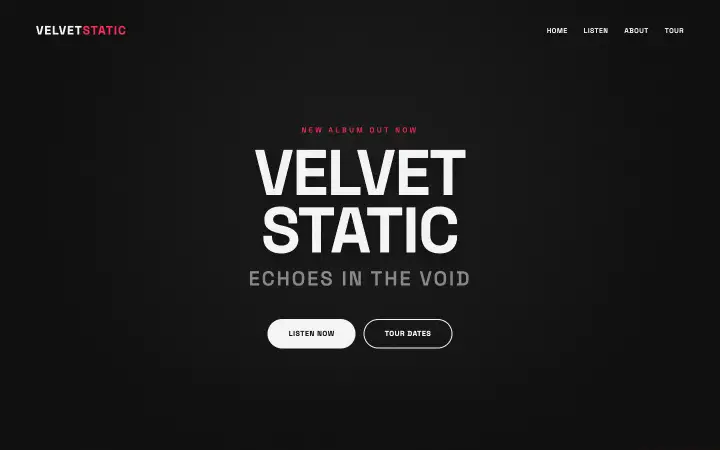 VELVETSTATIC
HOME LISTEN ABOUT TOUR
NEW ALBUM OUT NOW
VELVET
STATIC
ECHOES IN THE VOID
LISTEN NOW TOUR DATES